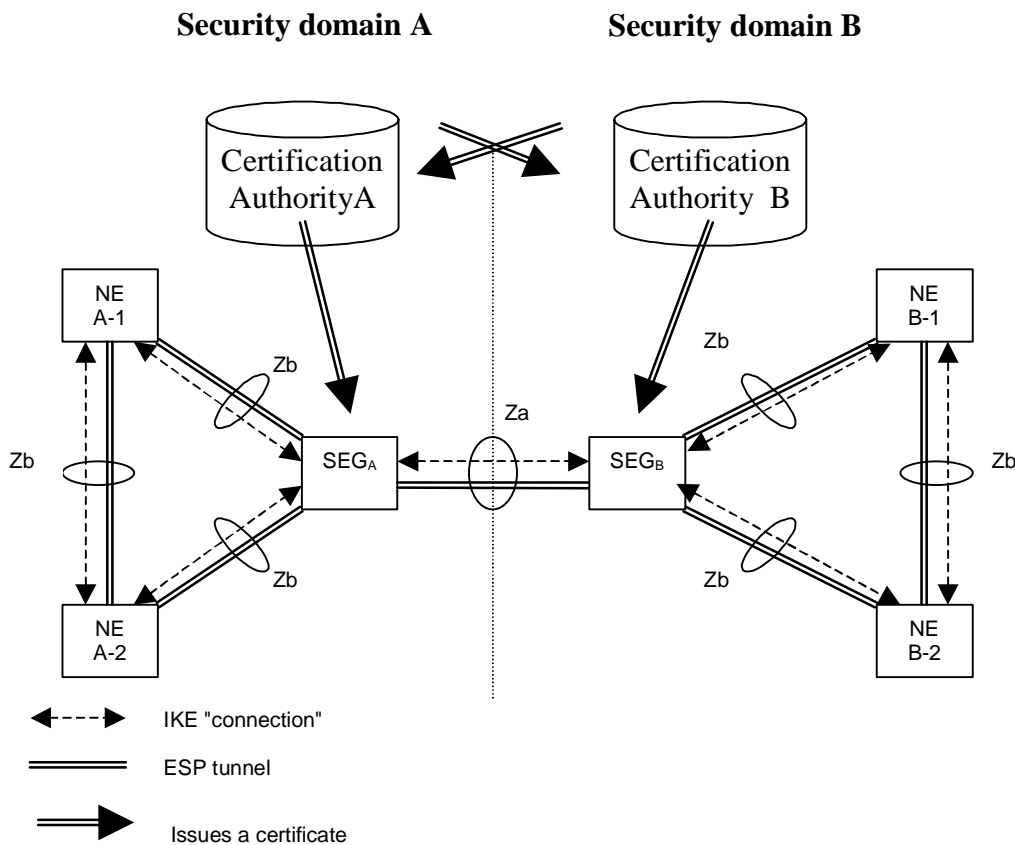 Security domain A
Security domain B
Certification
AuthorityA
Certification
Authority B
NE
A-1
NE
B-1
Zb
Zb
Za
Zb
SEGA
SEGB
Zb
Zb
Zb
NE
A-2
NE
B-2
IKE "connection"
ESP tunnel
Issues a certificate